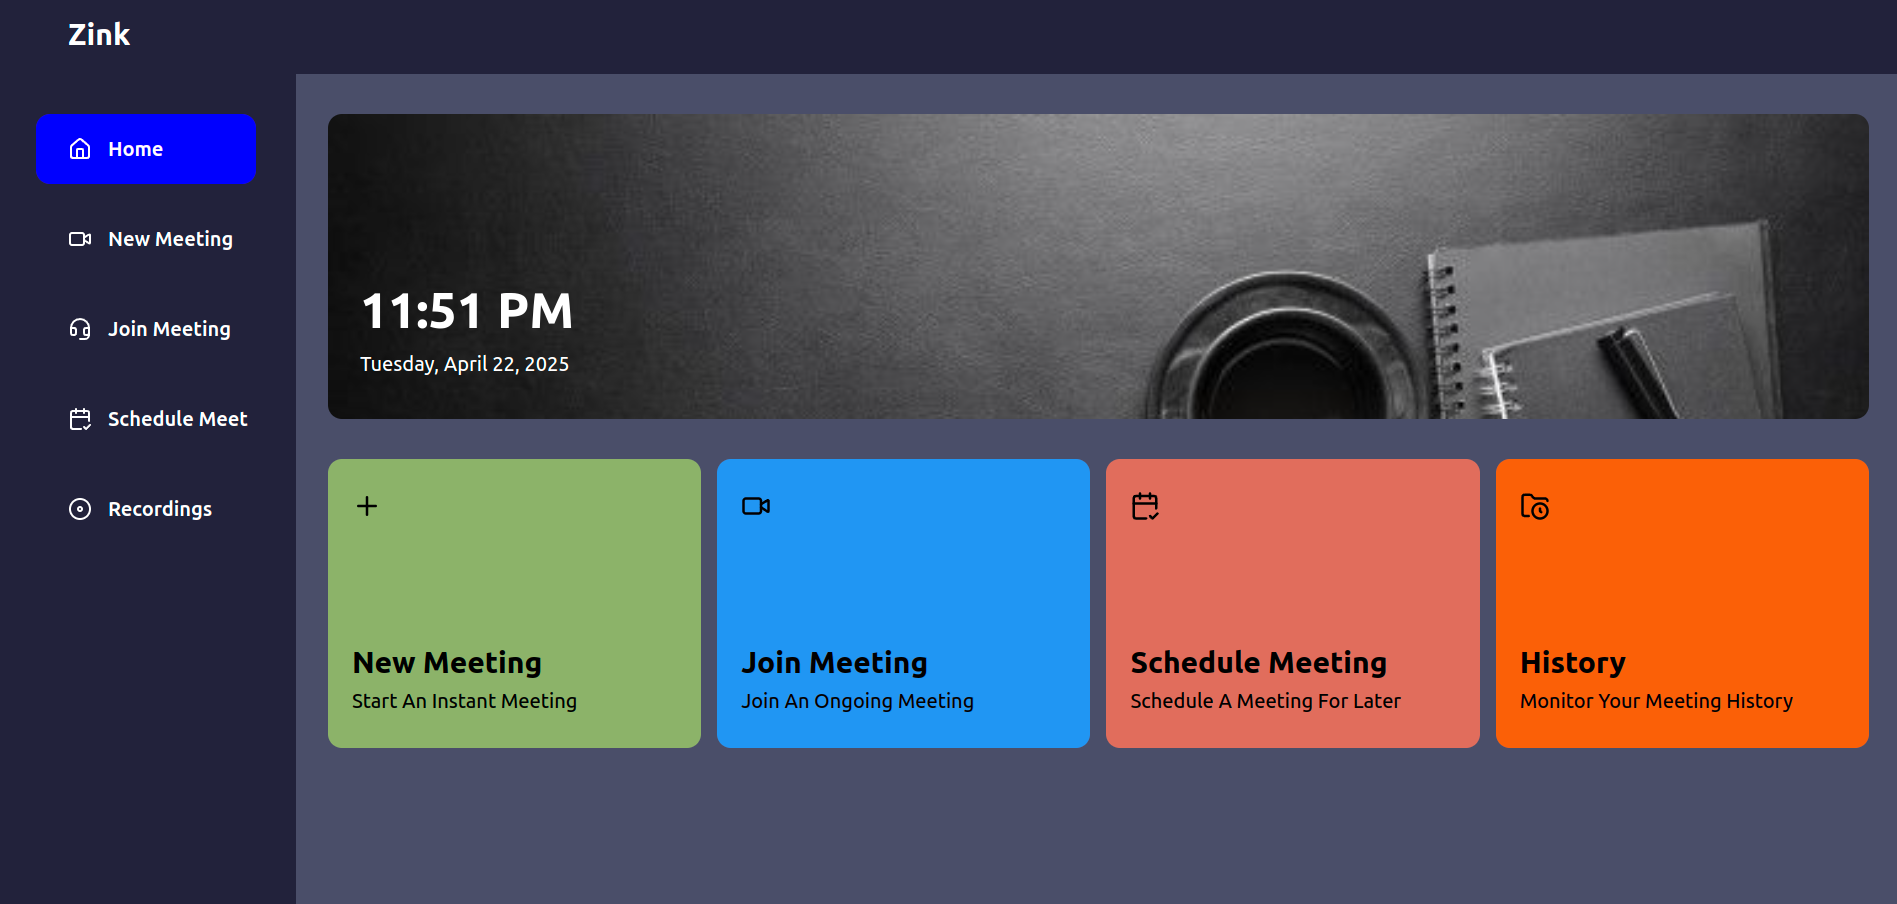 Zink
Home
New Meeting
Join Meeting
Schedule Meet
Recordings
11:51 PM
Tuesday, April 22, 2025
New Meeting
Start An Instant Meeting
Join Meeting
Join An Ongoing Meeting
Schedule Meeting
Schedule A Meeting For Later
History
Monitor Your Meeting History